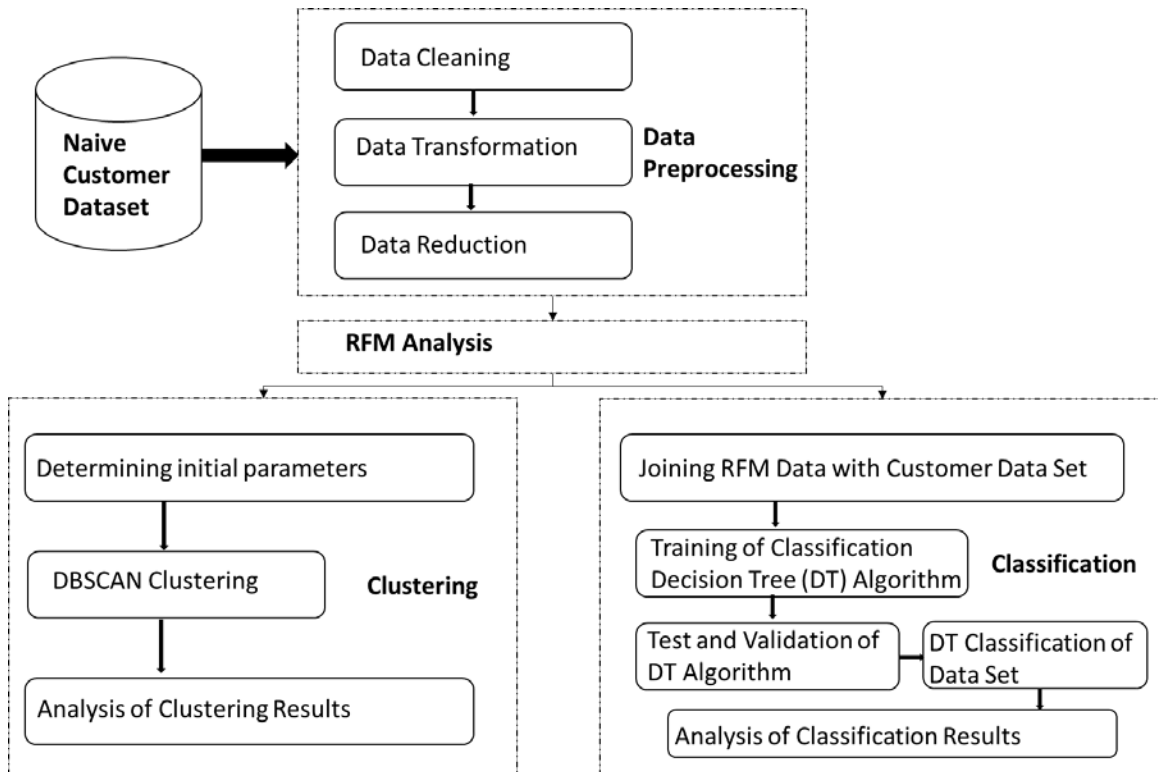 Naive
Customer
Dataset
Data Cleaning
Data Transformation
Data Reduction
Data
Preprocessing
RFM Analysis
Determining initial parameters
DBSCAN Clustering
Clustering
Analysis of Clustering Results
Joining RFM Data with Customer Data Set
Training of Classification
Decision Tree (DT) Algorithm
Classification
Test and Validation of
DT Algorithm
DT Classification of
Data Set
Analysis of Classification Results